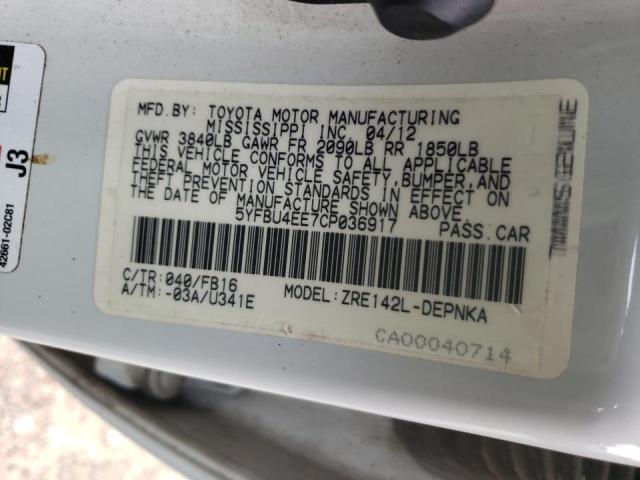 MFD.BY: TOYOTA MOTOR MANUFACTURING
MISSISSIPPI INC. 04/12
GVWR 3840LB GAWR FR 2090LB RR 1850LB
THIS VEHICLE CONFORMS TO ALL APPLICABLE
FEDERAL MOTOR VEHICLE SAFETY, BUMPER, AND
THEFT PREVENTION STANDARDS IN EFFECT ON
THE DATE OF MANUFACTURE SHOWN ABOVE.
5YFBU4EE7CP036917 PASS.CAR
C/TR:040/FB16
A/TM:-03A/U341E MODEL:ZRE142L-DEPNKA
CA00040714
J3
42661-02C81